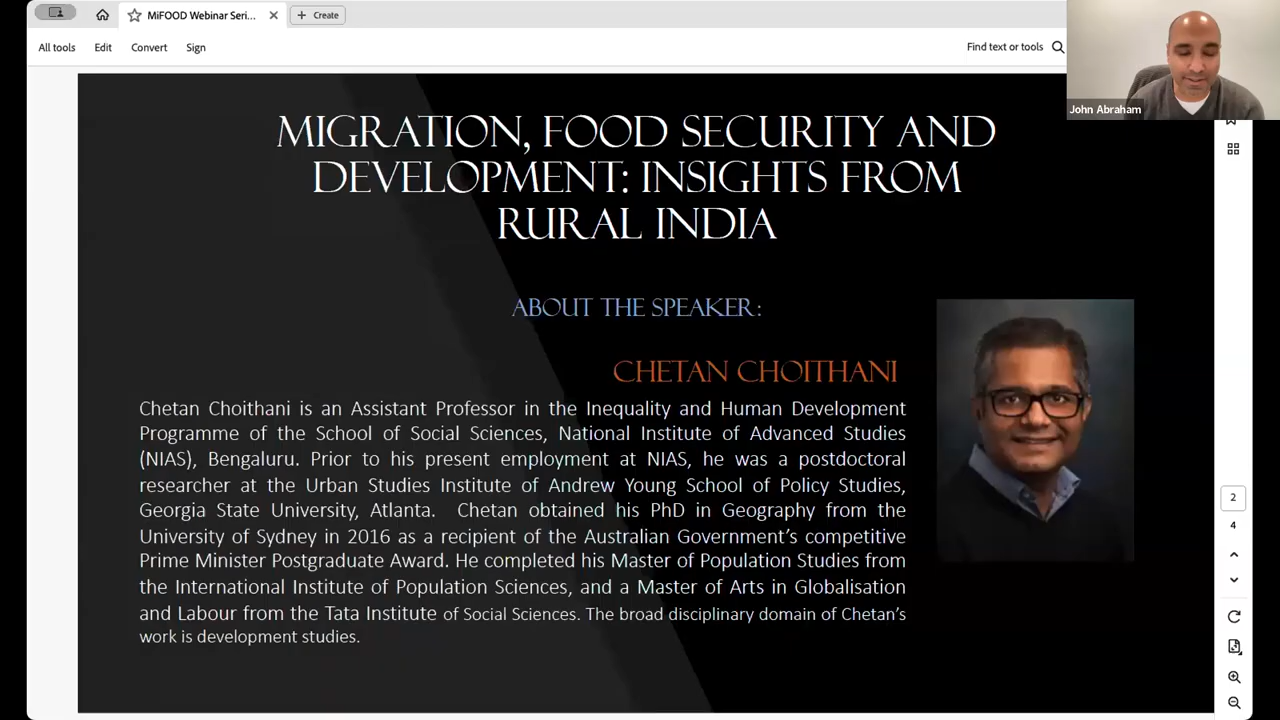 MiFOOD Webinar Seri...
Create
All tools
Edit
Convert
Sign
Find text or tools
John Abraham
MIGRATION, FOOD SECURITY AND
DEVELOPMENT: INSIGHTS FROM
RURAL INDIA
ABOUT THE SPEAKER:
CHETAN CHOITHANI
Chetan Choithani is an Assistant Professor in the Inequality and Human Development
Programme of the School of Social Sciences, National Institute of Advanced Studies
(NIAS), Bengaluru. Prior to his present employment at NIAS, he was a postdoctoral
researcher at the Urban Studies Institute of Andrew Young School of Policy Studies,
Georgia State University, Atlanta. Chetan obtained his PhD in Geography from the
University of Sydney in 2016 as a recipient of the Australian Government’s competitive
Prime Minister Postgraduate Award. He completed his Master of Population Studies from
the International Institute of Population Sciences, and a Master of Arts in Globalisation
and Labour from the Tata Institute of Social Sciences. The broad disciplinary domain of Chetan’s
work is development studies.
2
4